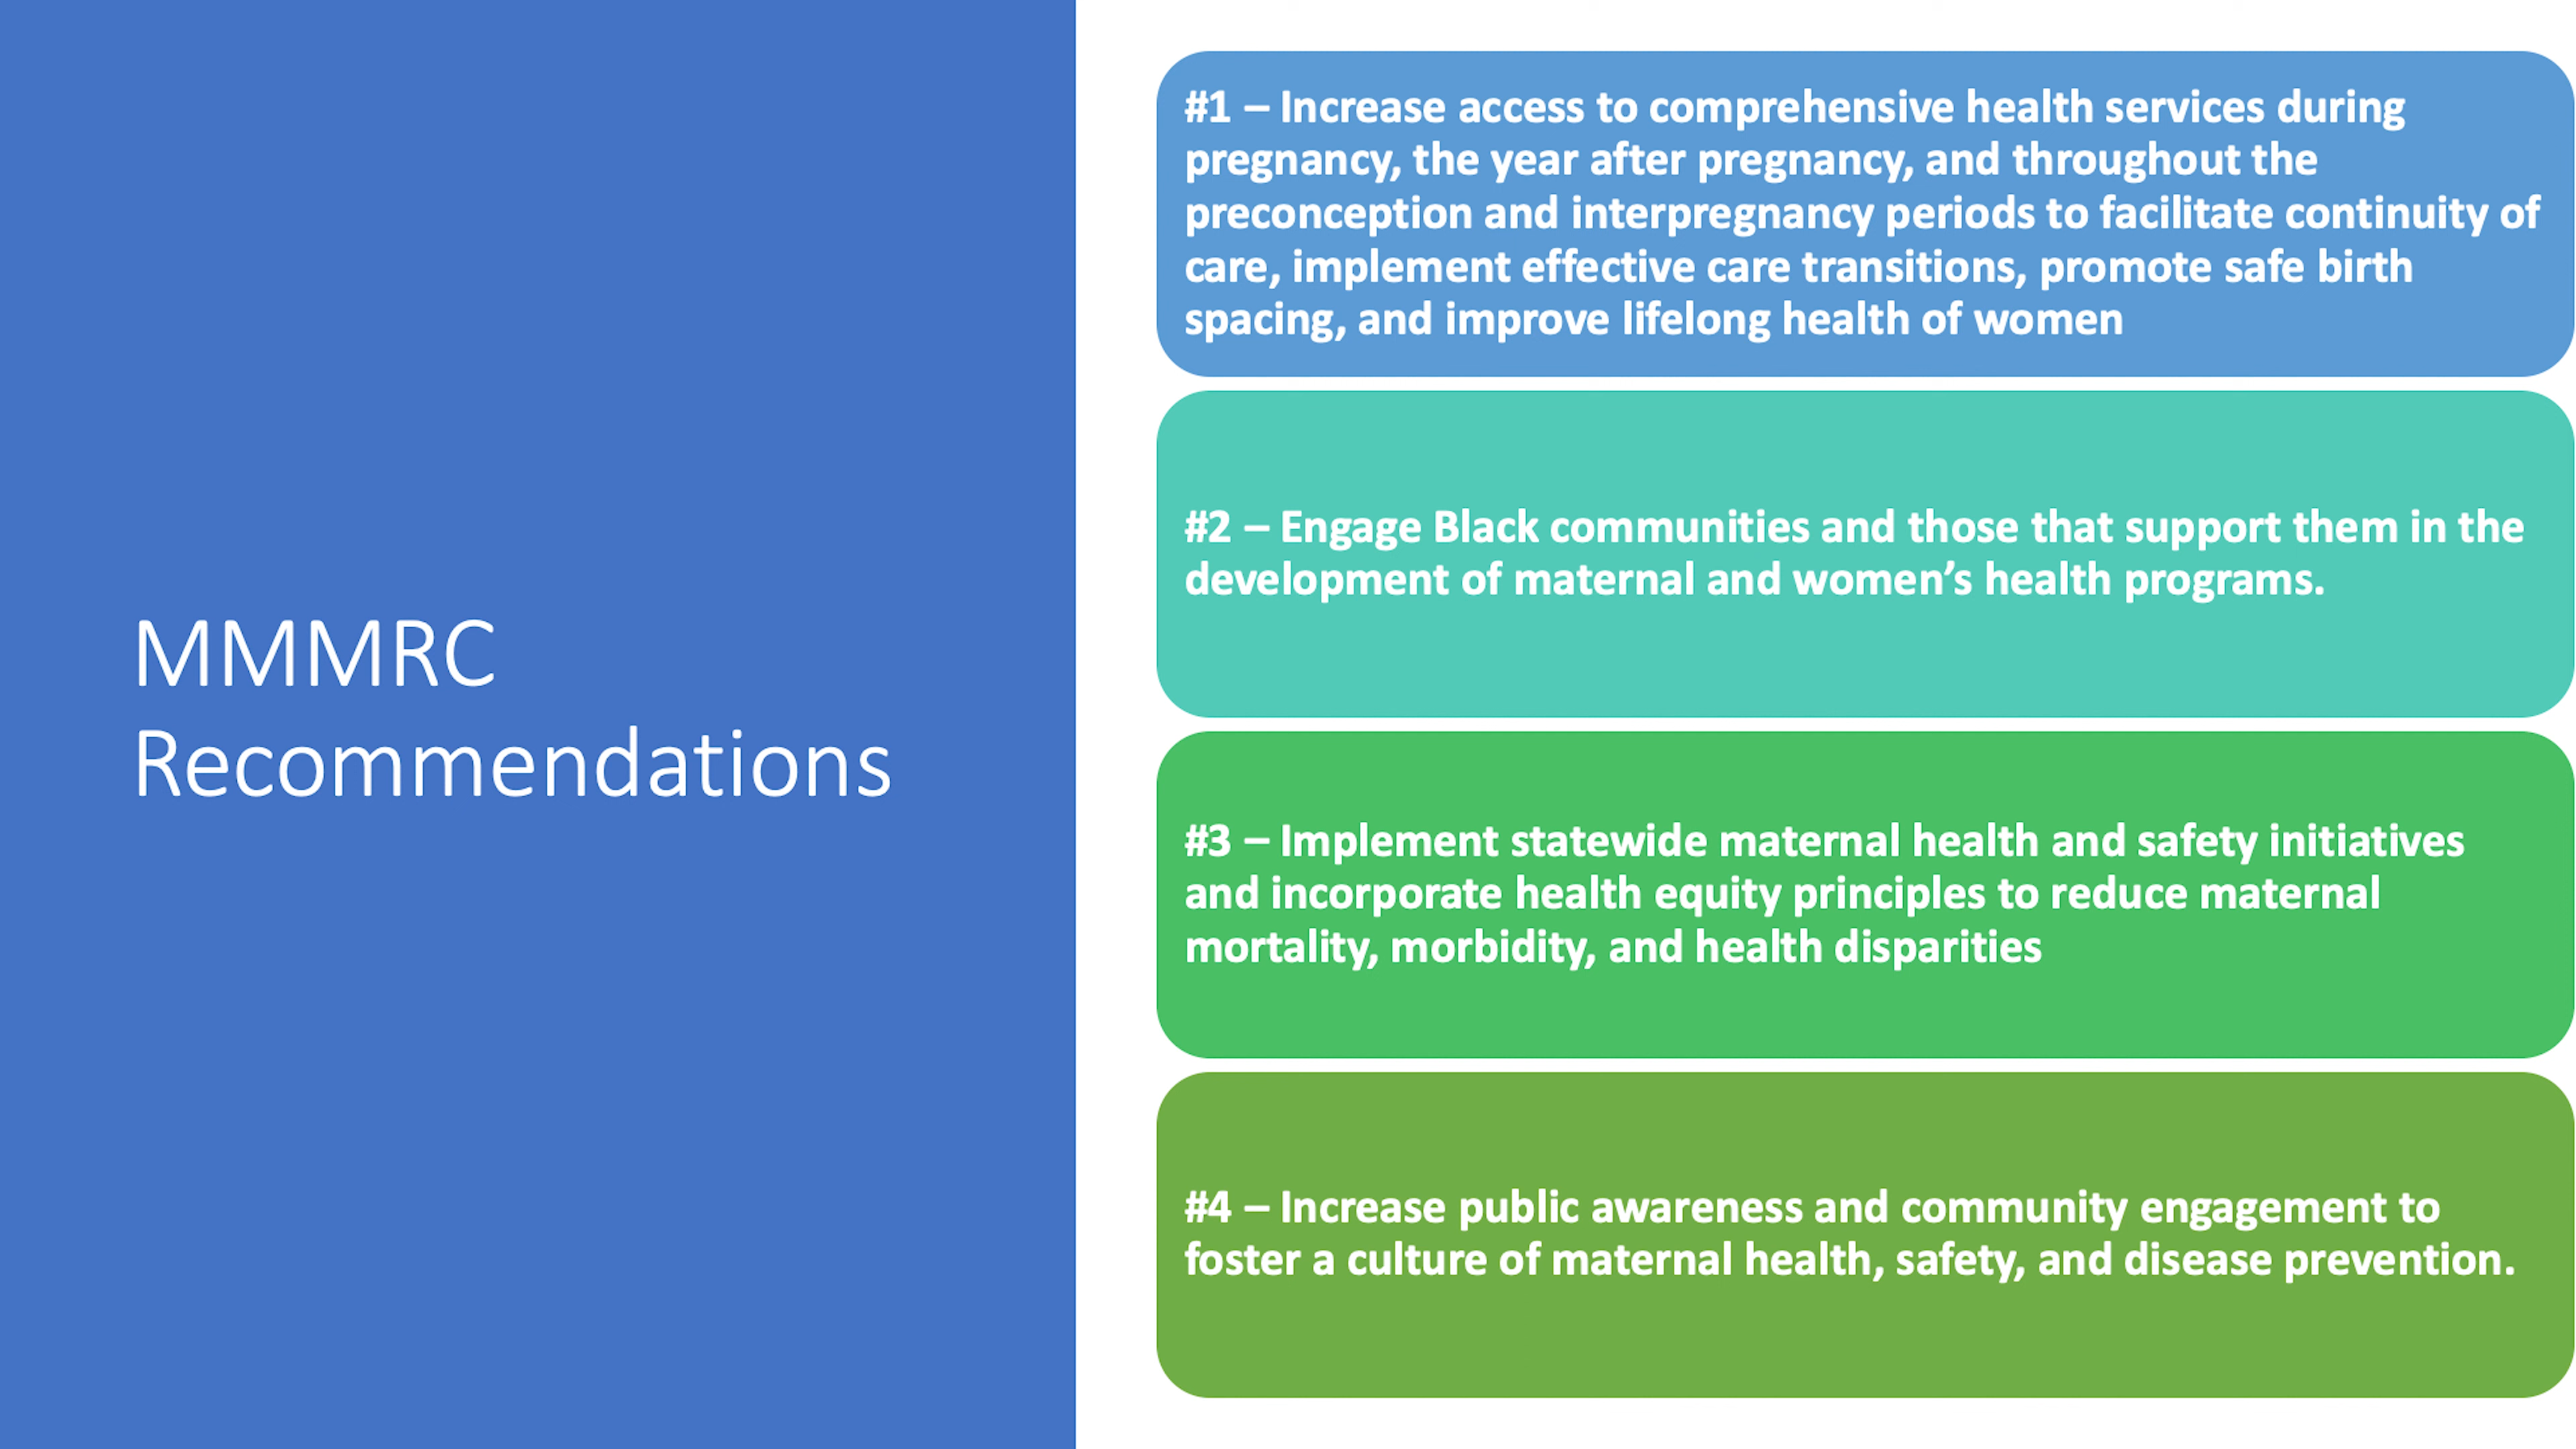 MMMRC
Recommendations
#1 – Increase access to comprehensive health services during
pregnancy, the year after pregnancy, and throughout the
preconception and interpregnancy periods to facilitate continuity of
care, implement effective care transitions, promote safe birth
spacing, and improve lifelong health of women
#2 – Engage Black communities and those that support them in the
development of maternal and women’s health programs.
#3 – Implement statewide maternal health and safety initiatives
and incorporate health equity principles to reduce maternal
mortality, morbidity, and health disparities
#4 – Increase public awareness and community engagement to
foster a culture of maternal health, safety, and disease prevention.